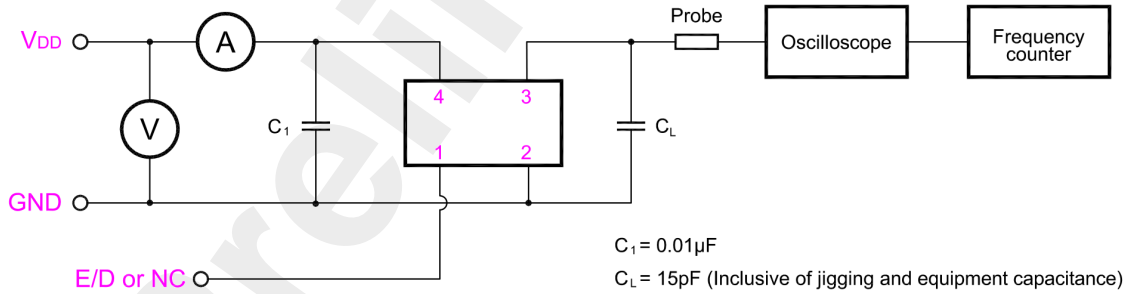 Probe
VDD
A
Oscilloscope
Frequency
counter
4
3
V
C1
CL
1
2
GND
C1 = 0.01µF
E/D or NC
CL = 15pF (Inclusive of jigging and equipment capacitance)